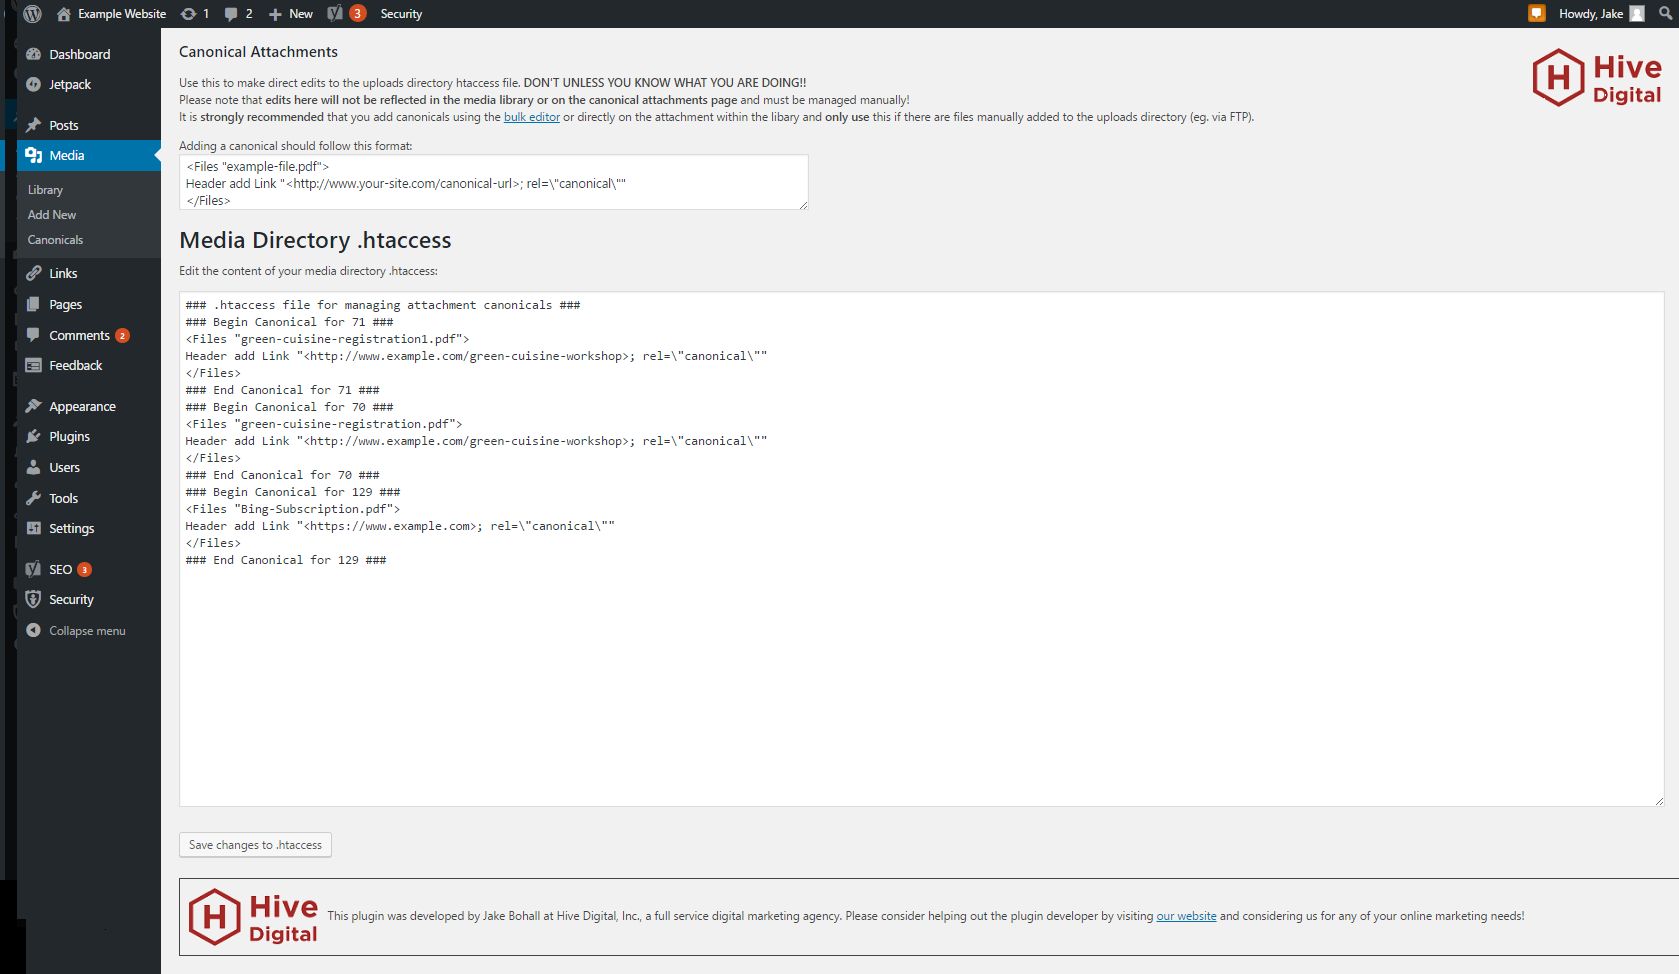 Example Website 1 2 New 3 Security Howdy, Jake
Dashboard
Jetpack
Posts
Media
Library
Add New
Canonicals
Links
Pages
Comments 2
Feedback
Appearance
Plugins
Users
Tools
Settings
SEO 3
Security
Collapse menu
Canonical Attachments
Hive
Digital
Use this to make direct edits to the uploads directory htaccess file. DON'T UNLESS YOU KNOW WHAT YOU ARE DOING!!
Please note that edits here will not be reflected in the media library or on the canonical attachments page and must be managed manually!
It is strongly recommended that you add canonicals using the bulk editor or directly on the attachment within the libary and only use this if there are files manually added to the uploads directory (eg. via FTP).
Adding a canonical should follow this format:
<Files "example-file.pdf">
Header add Link "<http://www.your-site.com/canonical-url>; rel=\"canonical\""
</Files>
Media Directory .htaccess
Edit the content of your media directory .htaccess:
### .htaccess file for managing attachment canonicals ###
### Begin Canonical for 71 ###
<Files "green-cuisine-registration1.pdf">
Header add Link "<http://www.example.com/green-cuisine-workshop>; rel=\"canonical\""
</Files>
### End Canonical for 71 ###
### Begin Canonical for 70 ###
<Files "green-cuisine-registration.pdf">
Header add Link "<http://www.example.com/green-cuisine-workshop>; rel=\"canonical\""
</Files>
### End Canonical for 70 ###
### Begin Canonical for 129 ###
<Files "Bing-Subscription.pdf">
Header add Link "<https://www.example.com>; rel=\"canonical\""
</Files>
### End Canonical for 129 ###
Save changes to .htaccess
Hive
Digital
This plugin was developed by Jake Bohall at Hive Digital, Inc., a full service digital marketing agency. Please consider helping out the plugin developer by visiting our website and considering us for any of your online marketing needs!